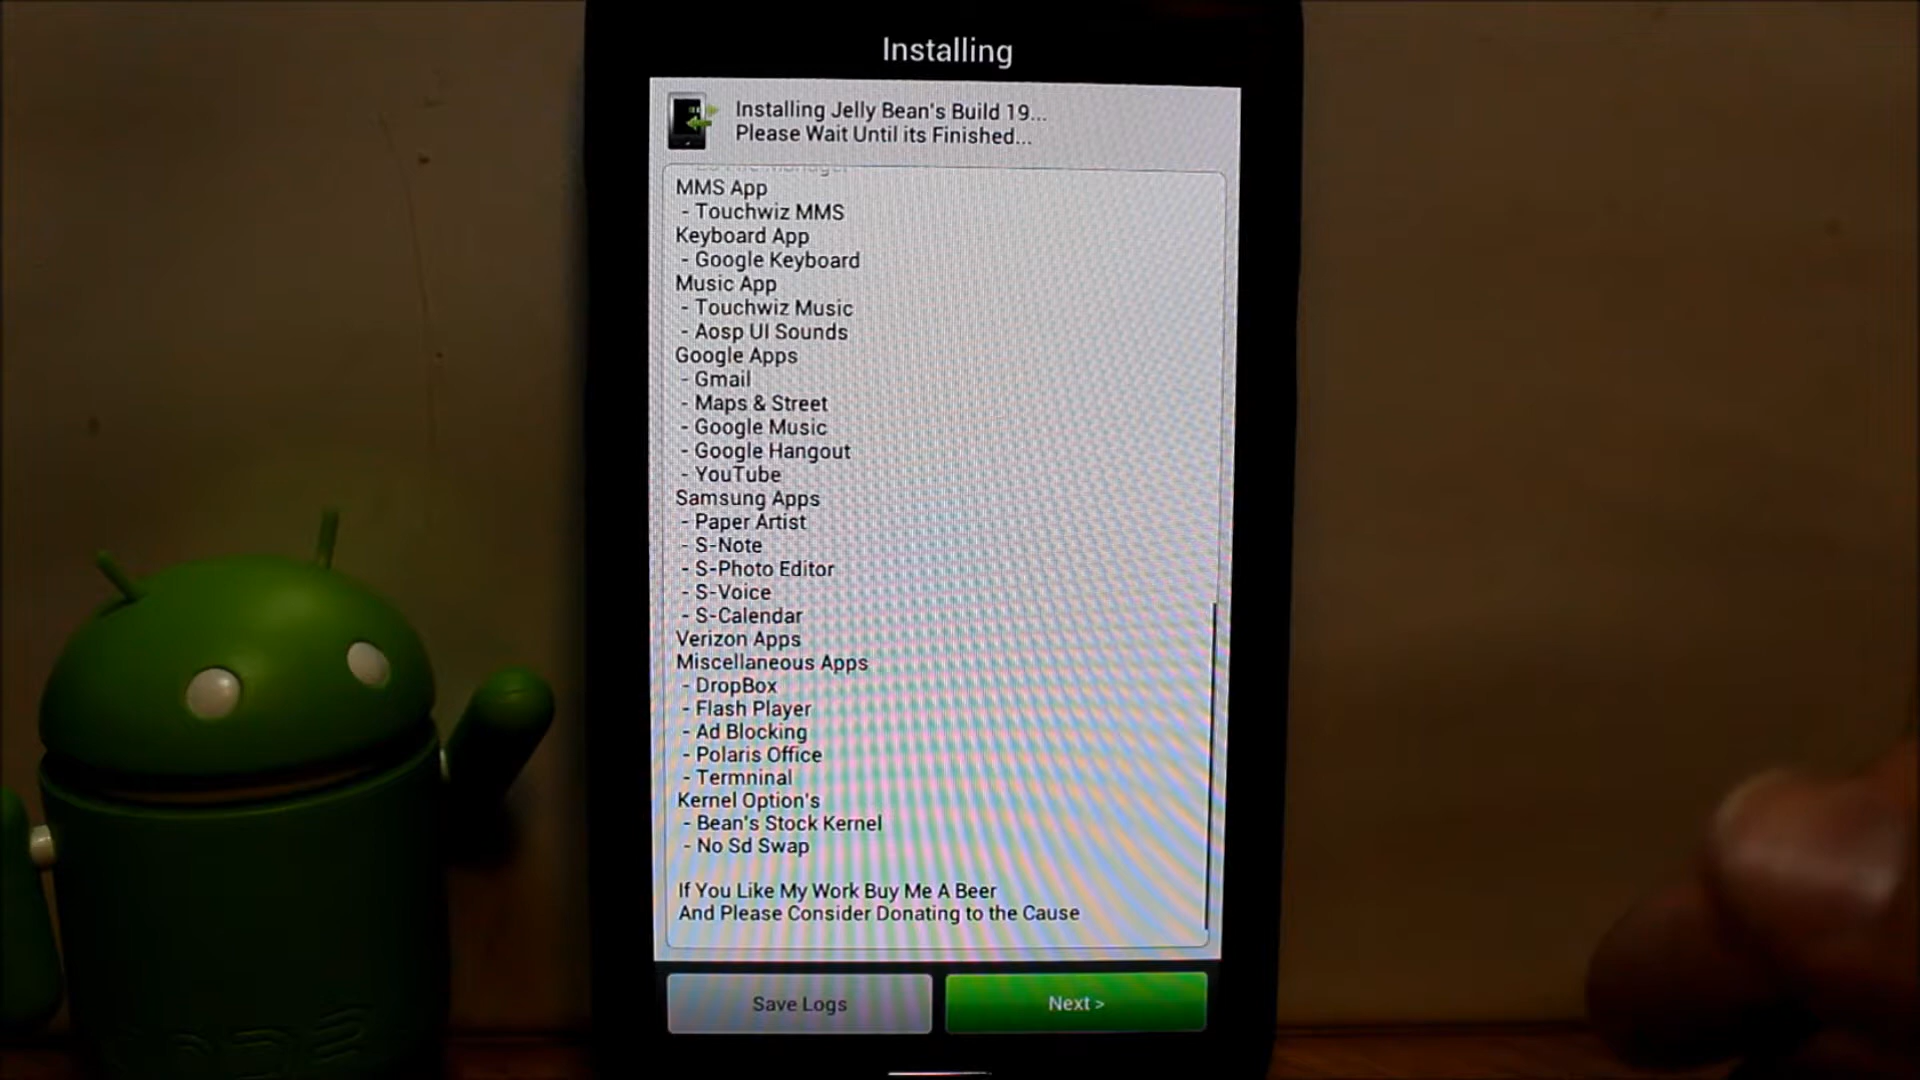 Installing
Installing Jelly Bean's Build 19...
Please Wait Until its Finished...
MMS App
- Touchwiz MMS
Keyboard App
- Google Keyboard
Music App
- Touchwiz Music
- Aosp UI Sounds
Google Apps
- Gmail
- Maps & Street
- Google Music
- Google Hangout
- YouTube
Samsung Apps
- Paper Artist
- S-Note
- S-Photo Editor
- S-Voice
- S-Calendar
Verizon Apps
Miscellaneous Apps
- DropBox
- Flash Player
- Ad Blocking
- Polaris Office
- Termninal
Kernel Option's
- Bean's Stock Kernel
- No Sd Swap
If You Like My Work Buy Me A Beer
And Please Consider Donating to the Cause
Save Logs
Next >